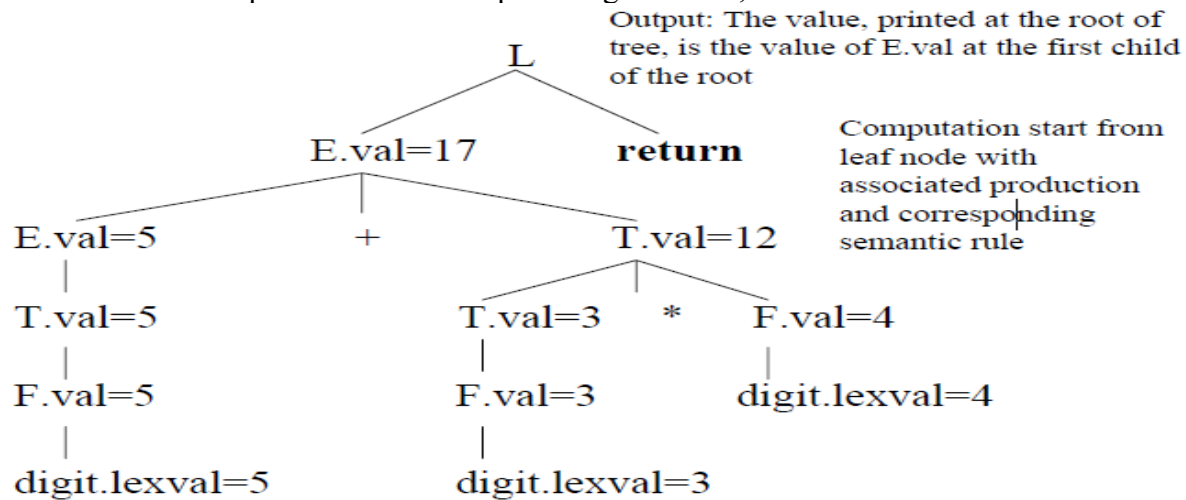 Output: The value, printed at the root of
tree, is the value of E.val at the first child
of the root
L
Computation start from
leaf node with
associated production
and corresponding
semantic rule
E.val=17 return
E.val=5 + T.val=12
T.val=5 T.val=3 * F.val=4
F.val=5 F.val=3 digit.lexval=4
digit.lexval=5 digit.lexval=3